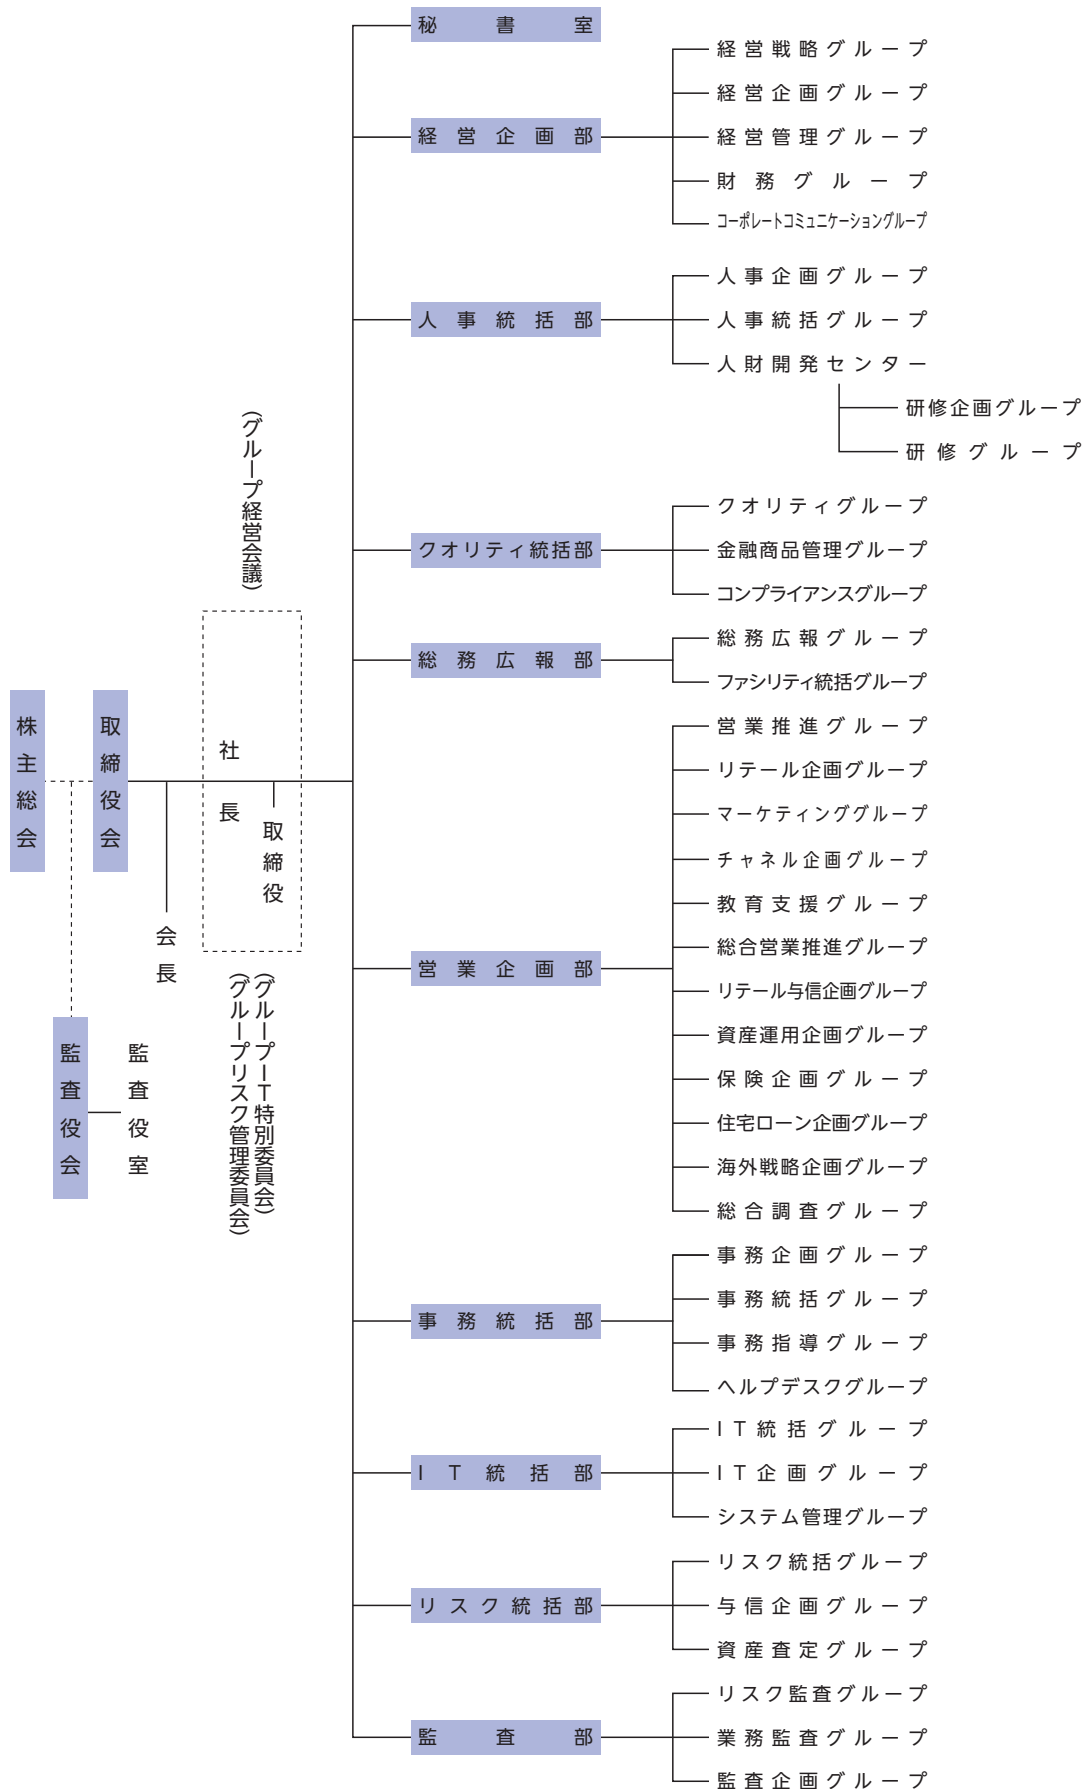 株主総会
取締役会
監査役会
監査役室
会長
(グループ経営会議)
社長
取締役
(グループIT特別委員会)
(グループリスク管理委員会)
秘書室
経営企画部
経営戦略グループ
経営企画グループ
経営管理グループ
財務グループ
コーポレートコミュニケーショングループ
人事統括部
人事企画グループ
人事統括グループ
人財開発センター
研修企画グループ
研修グループ
クオリティ統括部
クオリティグループ
金融商品管理グループ
コンプライアンスグループ
総務広報部
総務広報グループ
ファシリティ統括グループ
営業企画部
営業推進グループ
リテール企画グループ
マーケティンググループ
チャネル企画グループ
教育支援グループ
総合営業推進グループ
リテール与信企画グループ
資産運用企画グループ
保険企画グループ
住宅ローン企画グループ
海外戦略企画グループ
総合調査グループ
事務統括部
事務企画グループ
事務統括グループ
事務指導グループ
ヘルプデスクグループ
IT統括部
IT統括グループ
IT企画グループ
システム管理グループ
リスク統括部
リスク統括グループ
与信企画グループ
資産査定グループ
監査部
リスク監査グループ
業務監査グループ
監査企画グループ